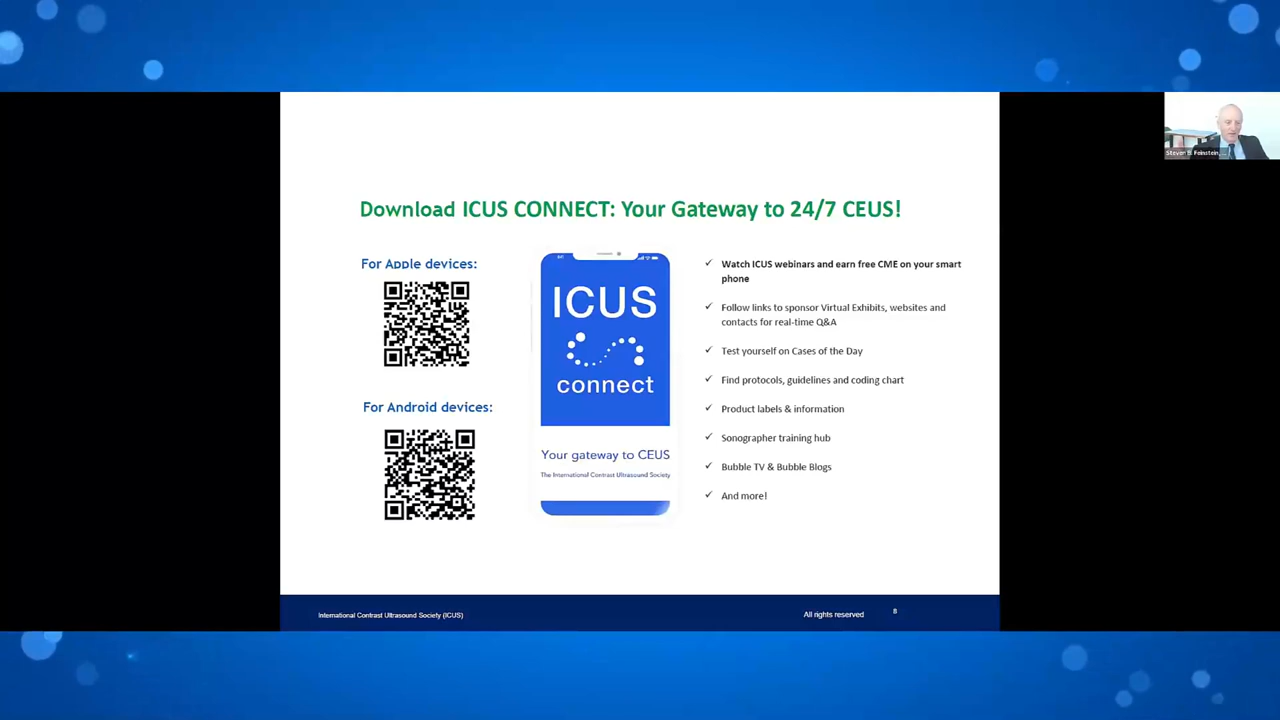 Steven B. Feinstein, ...
Download ICUS CONNECT: Your Gateway to 24/7 CEUS!
For Apple devices:
For Android devices:
ICUS
connect
Your gateway to CEUS
The International Contrast Ultrasound Society
✓ Watch ICUS webinars and earn free CME on your smart
phone
✓ Follow links to sponsor Virtual Exhibits, websites and
contacts for real-time Q&A
✓ Test yourself on Cases of the Day
✓ Find protocols, guidelines and coding chart
✓ Product labels & information
✓ Sonographer training hub
✓ Bubble TV & Bubble Blogs
✓ And more!
International Contrast Ultrasound Society (ICUS)
All rights reserved
8